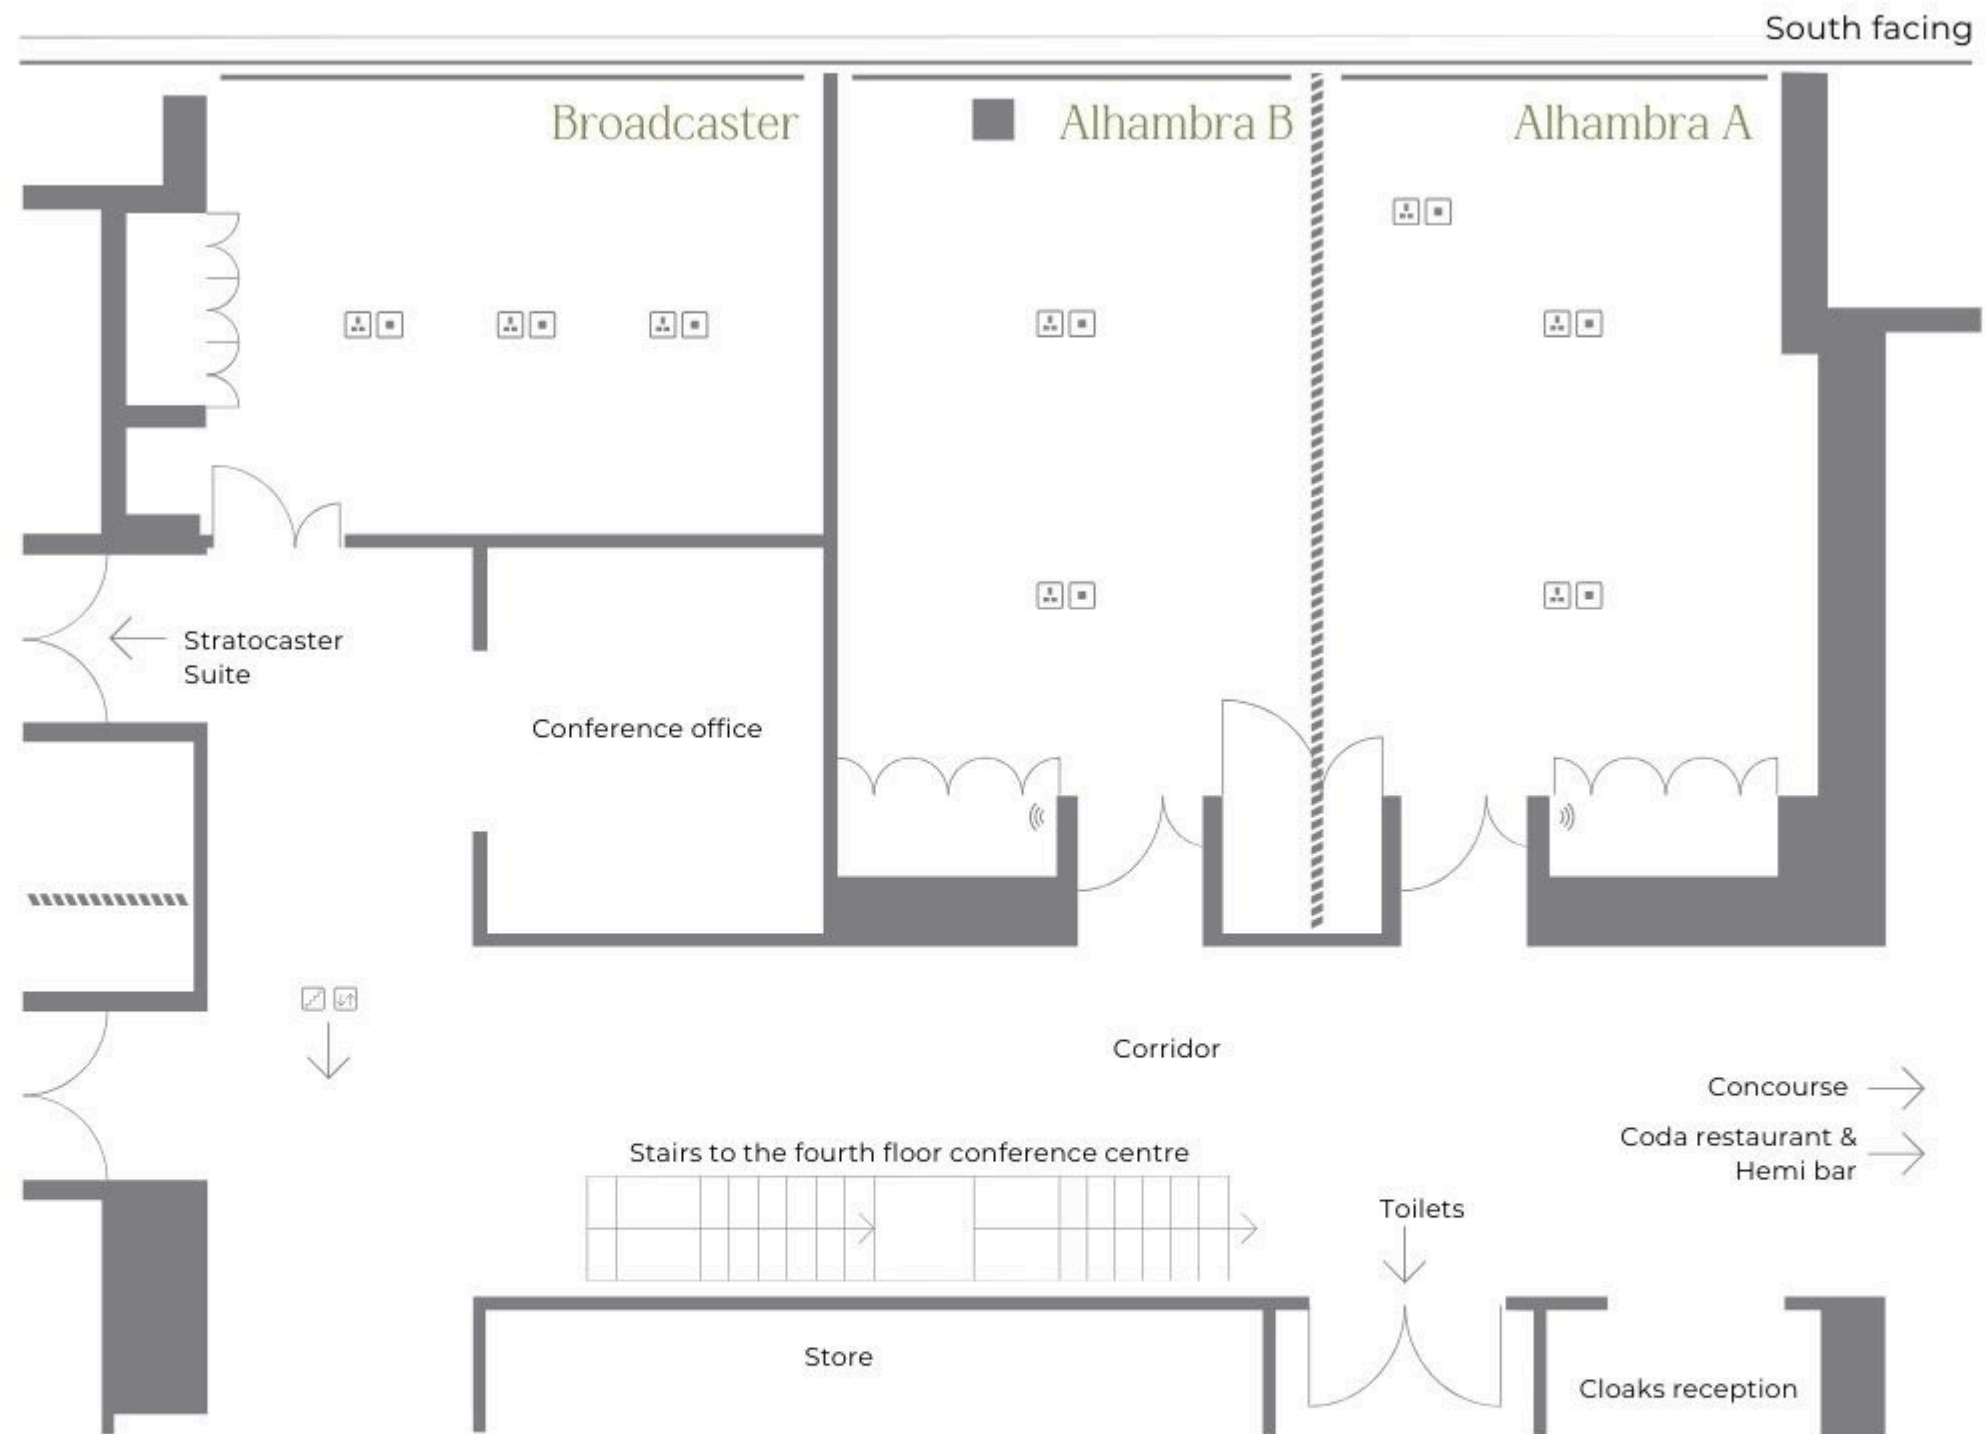 South facing
Broadcaster
Alhambra B
Alhambra A
Stratocaster
Suite
Conference office
Corridor
Concourse
Coda restaurant &
Hemi bar
Stairs to the fourth floor conference centre
Toilets
Store
Cloaks reception